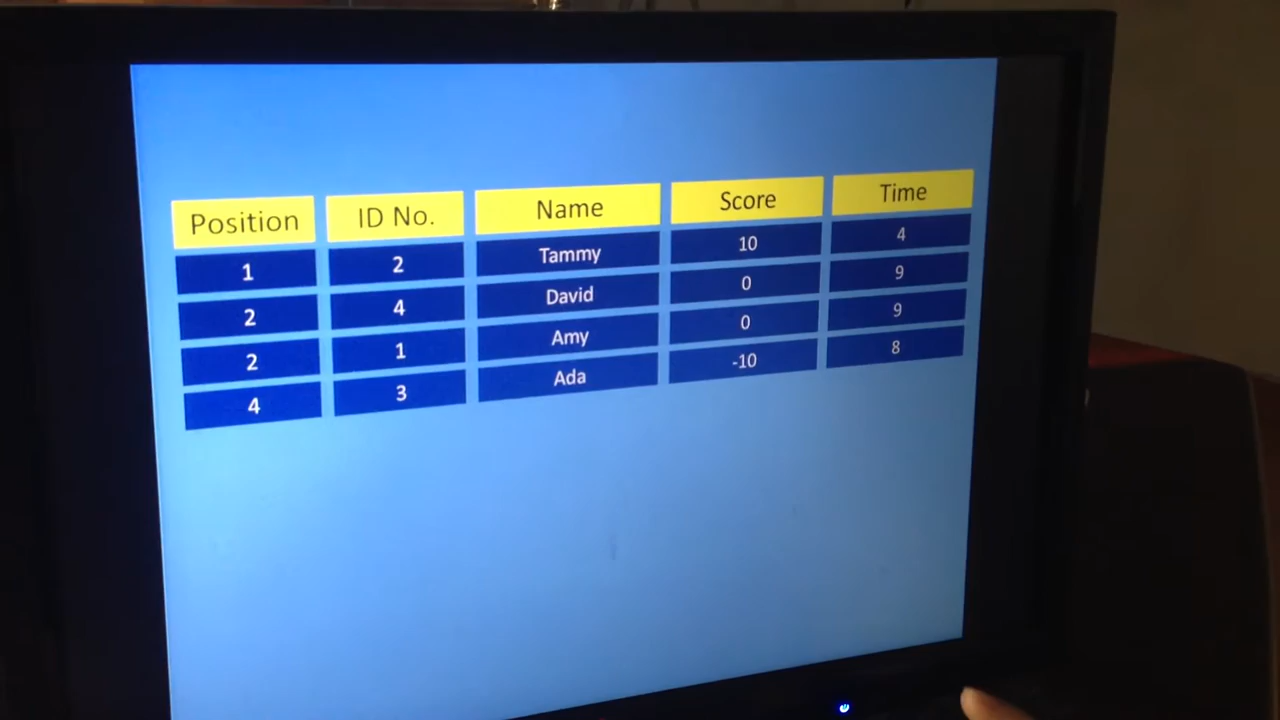 Position ID No. Name Score Time
1 2 Tammy 10 4
2 4 David 0 9
2 1 Amy 0 9
4 3 Ada -10 8